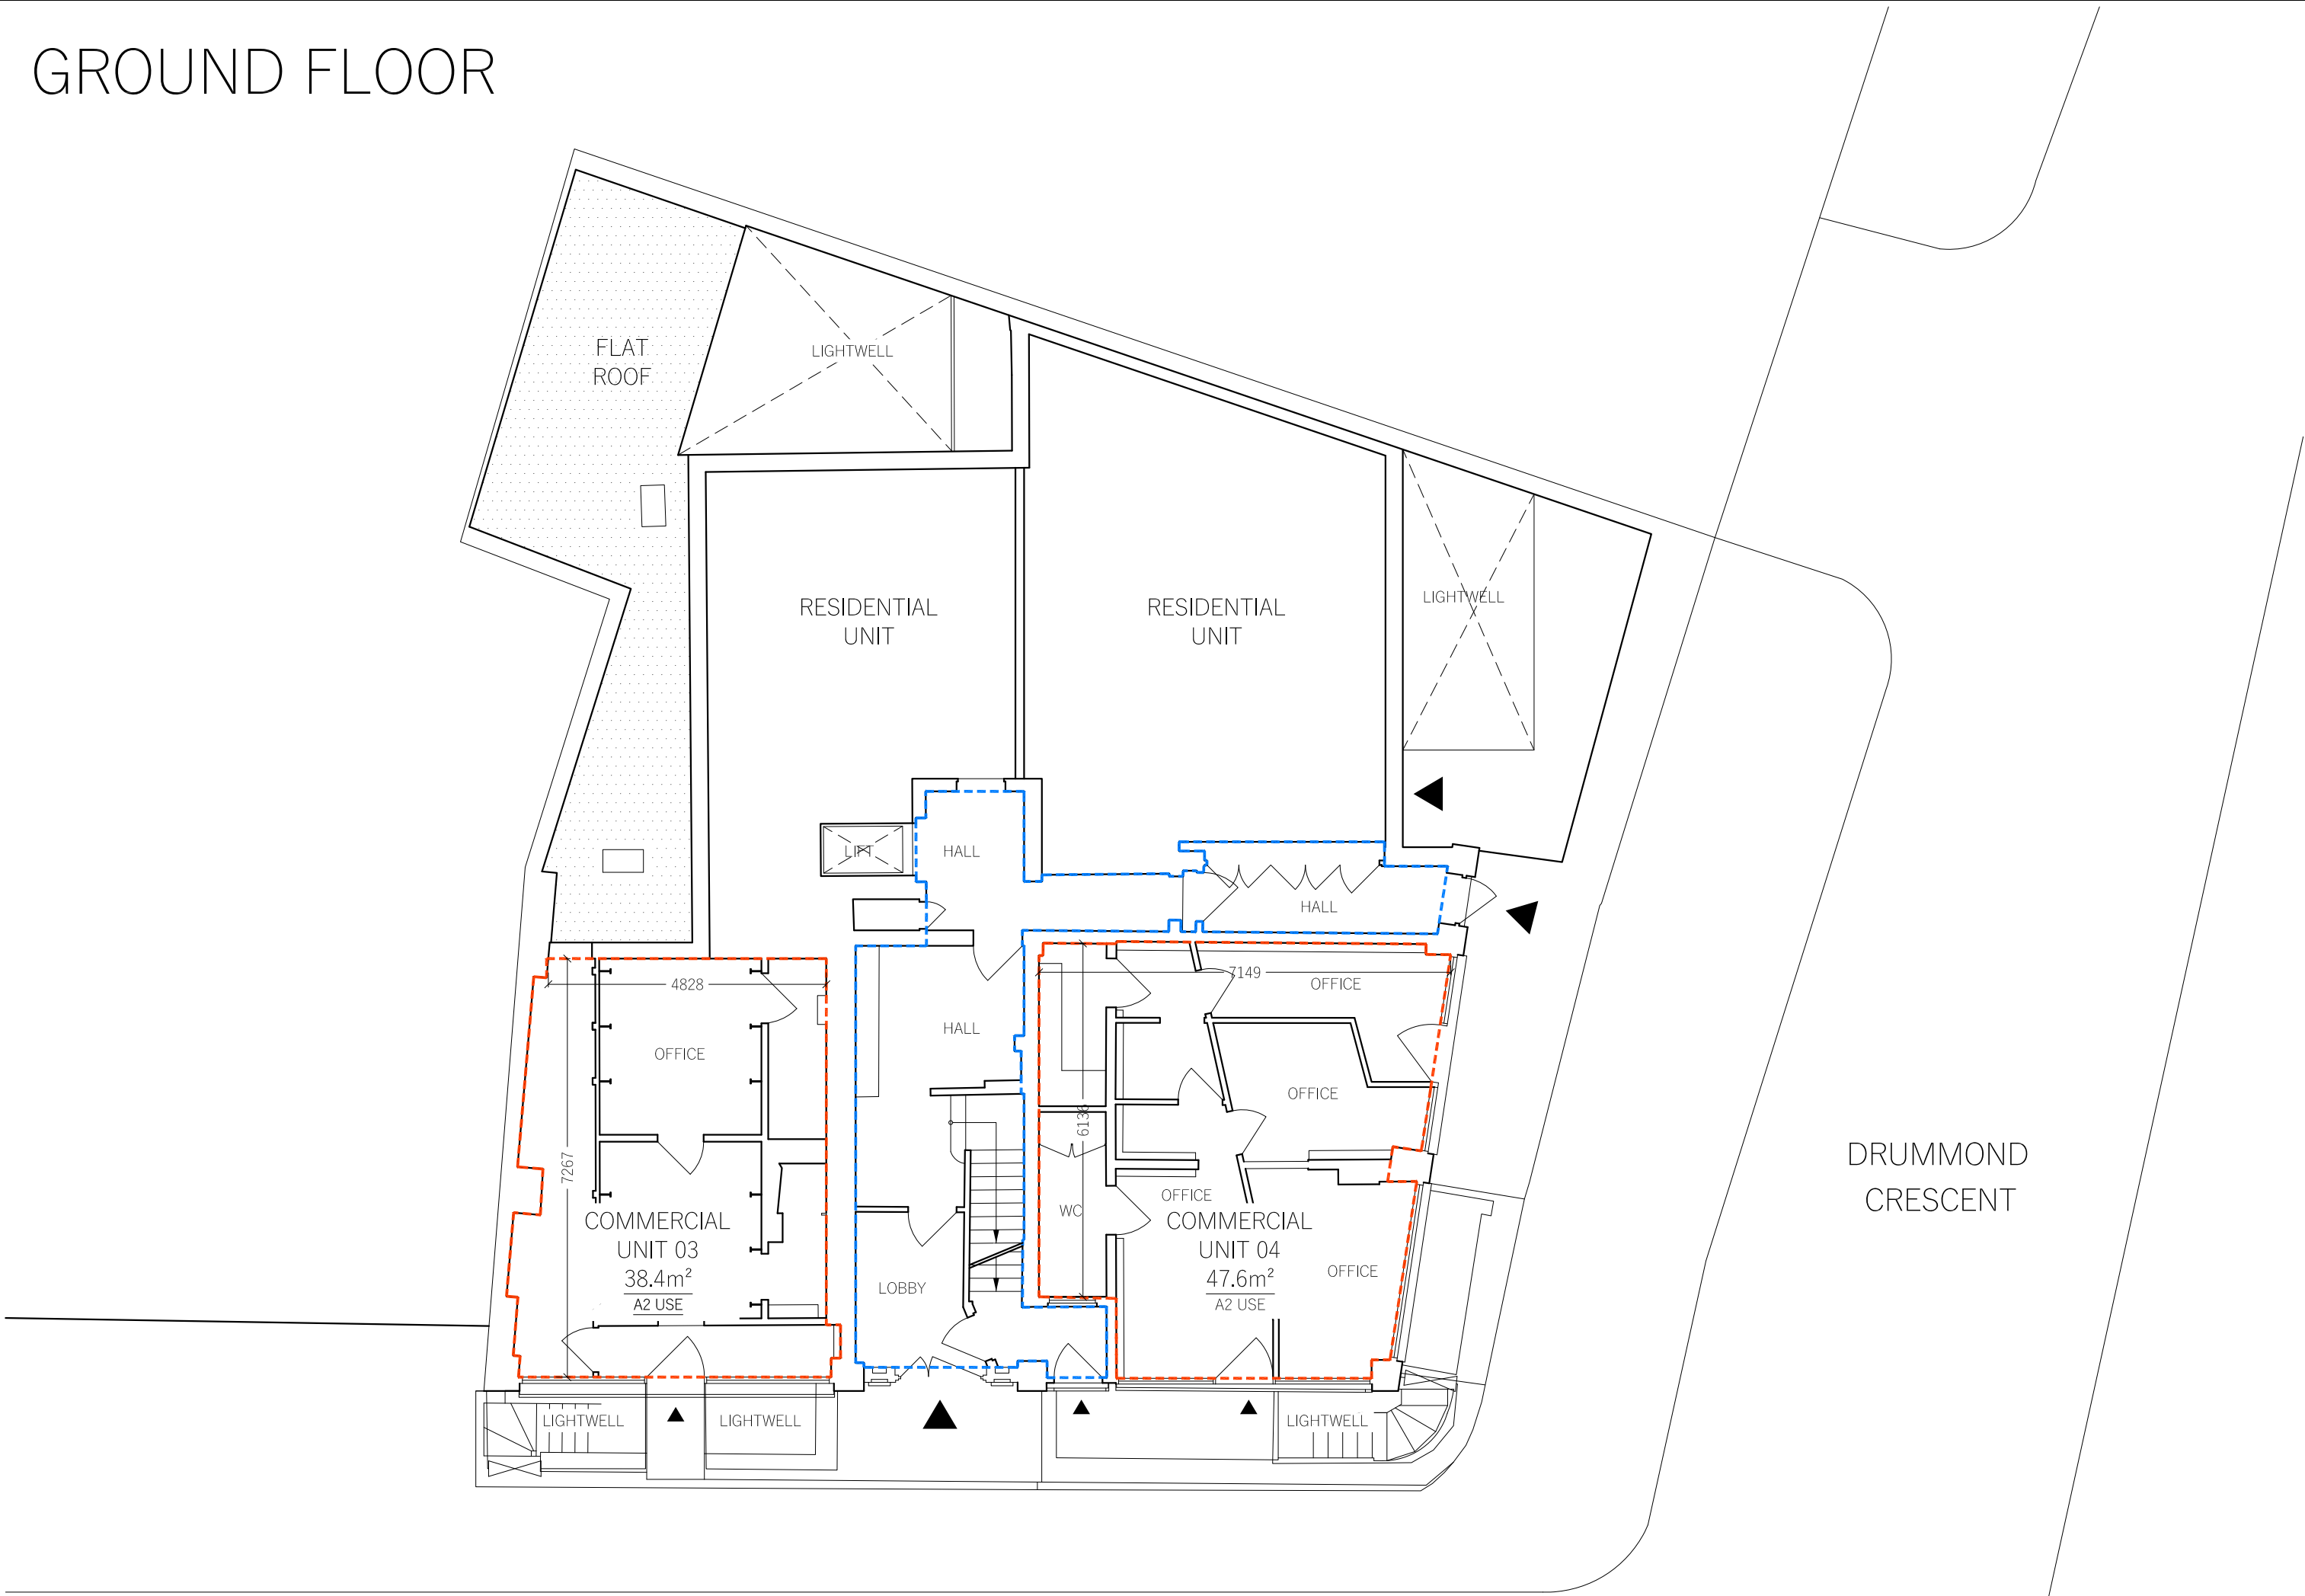 GROUND FLOOR
FLAT
ROOF
LIGHTWELL
LIGHTWELL
RESIDENTIAL
UNIT
RESIDENTIAL
UNIT
LIFT
HALL
HALL
4828
7149
OFFICE
HALL
OFFICE
OFFICE
6136
7267
OFFICE
WC
COMMERCIAL
UNIT 03
38.4m²
A2 USE
COMMERCIAL
UNIT 04
47.6m²
A2 USE
OFFICE
LOBBY
LIGHTWELL
LIGHTWELL
LIGHTWELL
DRUMMOND
CRESCENT